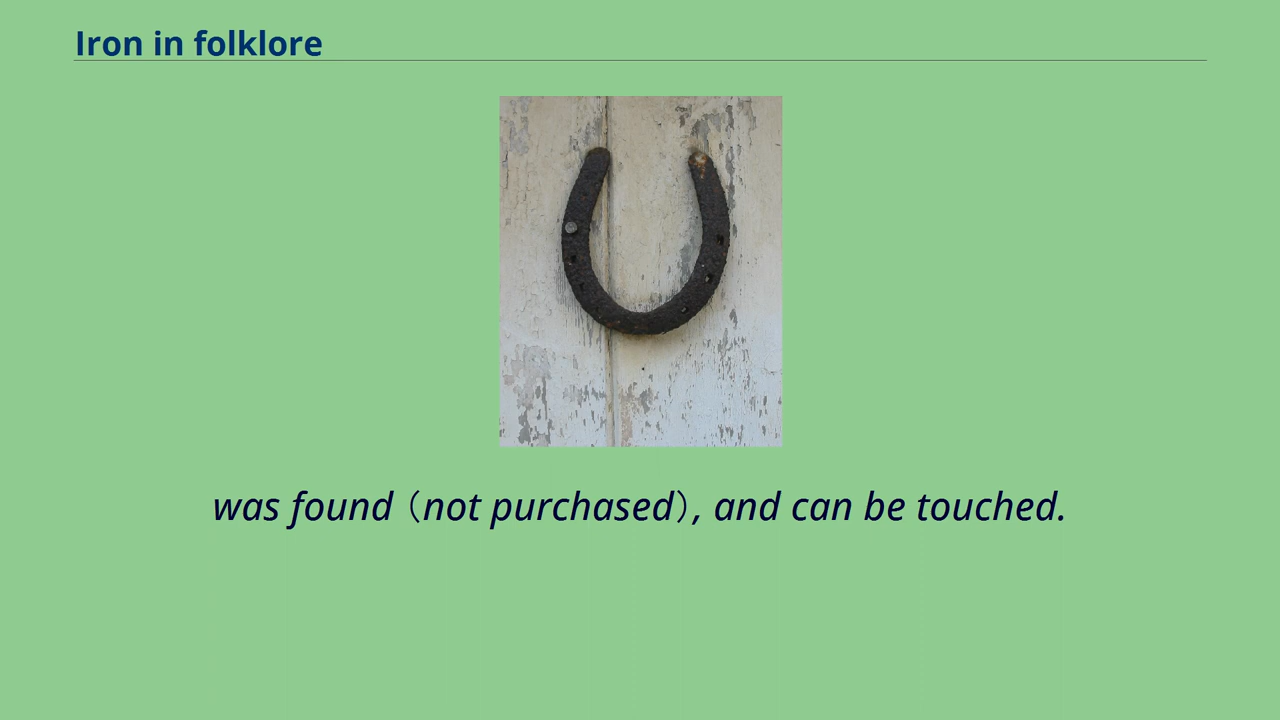 Iron in folklore
was found（not purchased）, and can be touched.